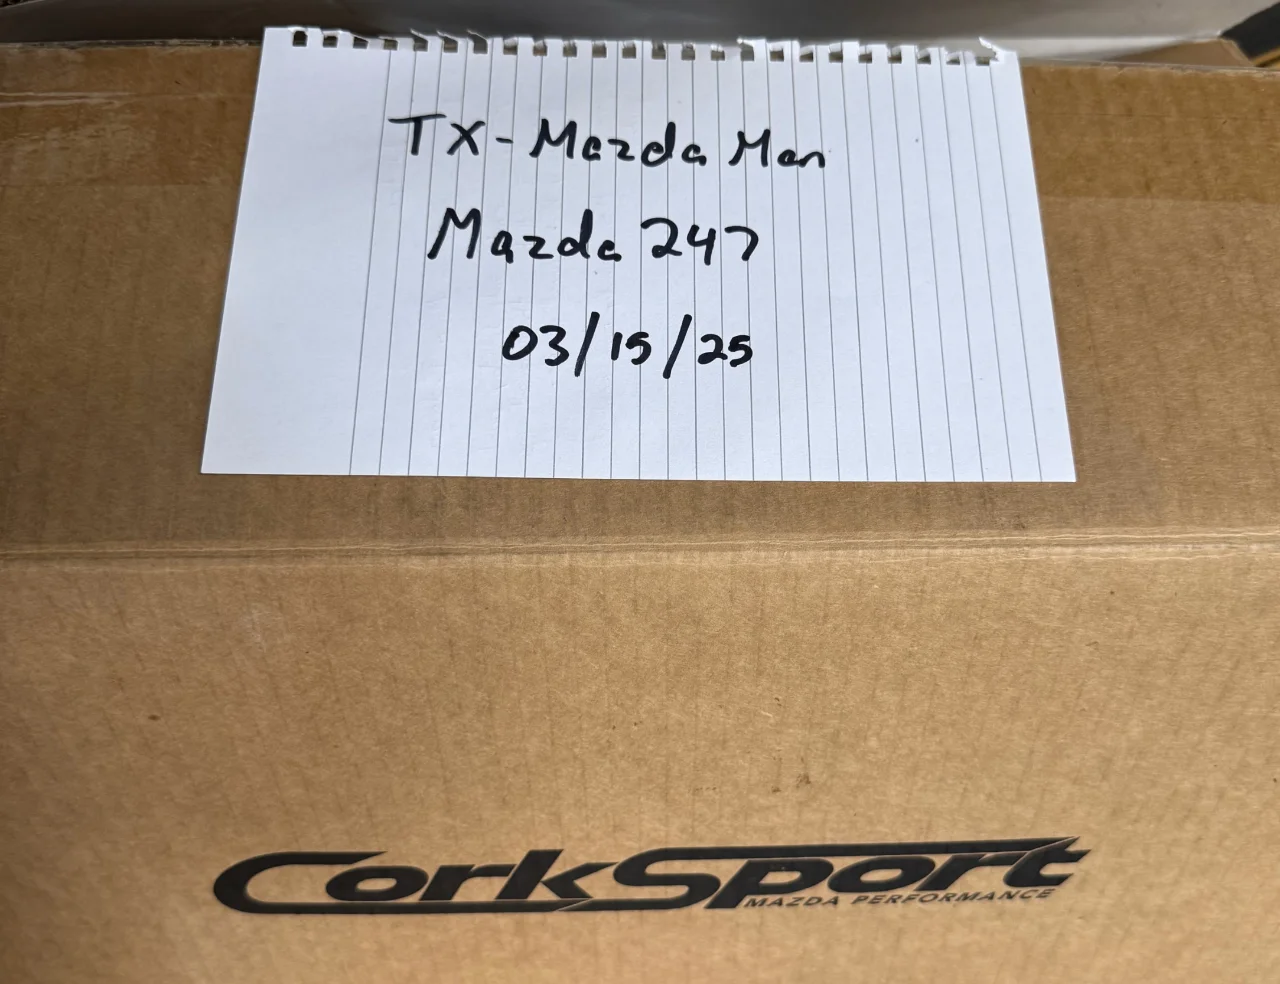 TX-Mazda Man
Mazda 247
03/15/25
CorkSport
MAZDA PERFORMANCE